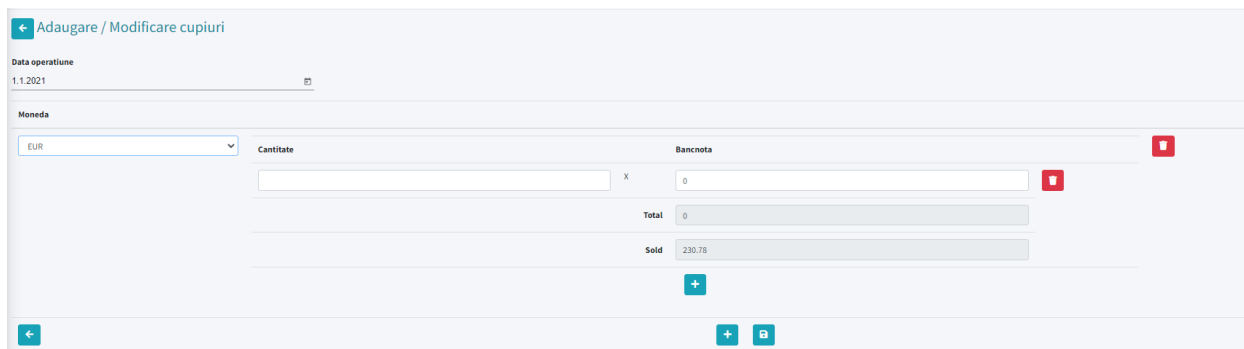 Adaugare / Modificare cupiuri
Data operatiune
1.1.2021
Moneda
EUR
Cantitate Bancnota
X 0
Total 0
Sold 230.78